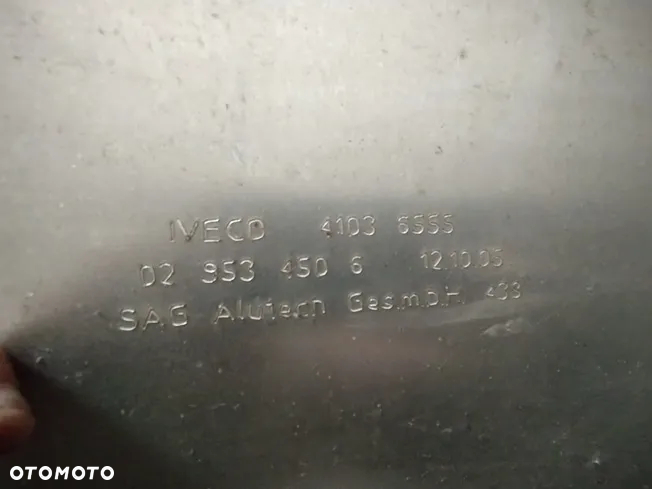 IVECO 4103 6555
02 953 450 6 12.10.05
SAG Alutech Ges.m.b.H. 433
OTOMOTO